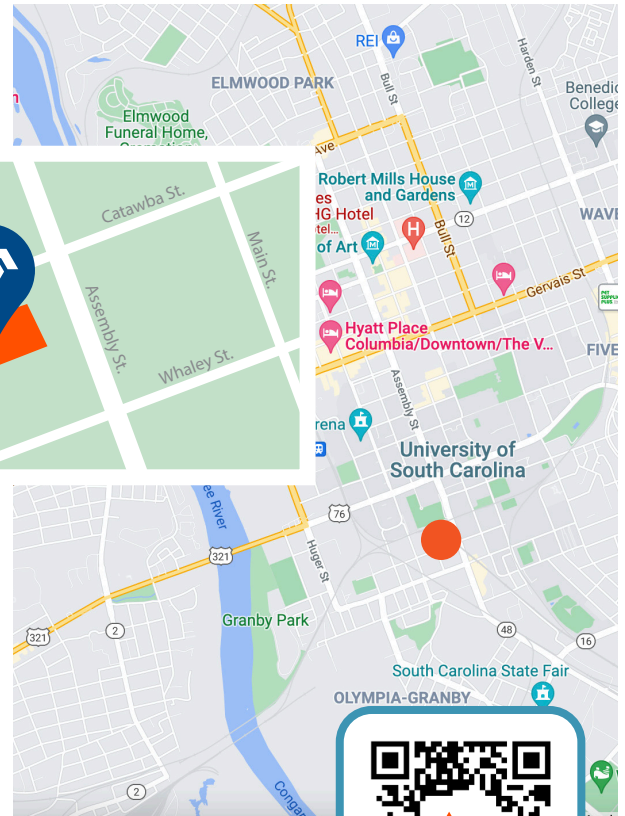 REI
Harden St
ELMWOOD PARK
Bull St
Benedic
College
Elmwood
Funeral Home,
Ave
Robert Mills House
and Gardens
es
HG Hotel
otel...
of Art
H
12
Bull St
WAVE
Catawba St.
Main St.
Assembly St.
Whaley St.
Gervais St
PET
SUPPLI
PLUS
Hyatt Place
Columbia/Downtown/The V...
FIVE
Assembly St
rena
University of
South Carolina
ee River
76
321
Huger St
321
2
Granby Park
48
16
South Carolina State Fair
OLYMPIA-GRANBY
2
Congar